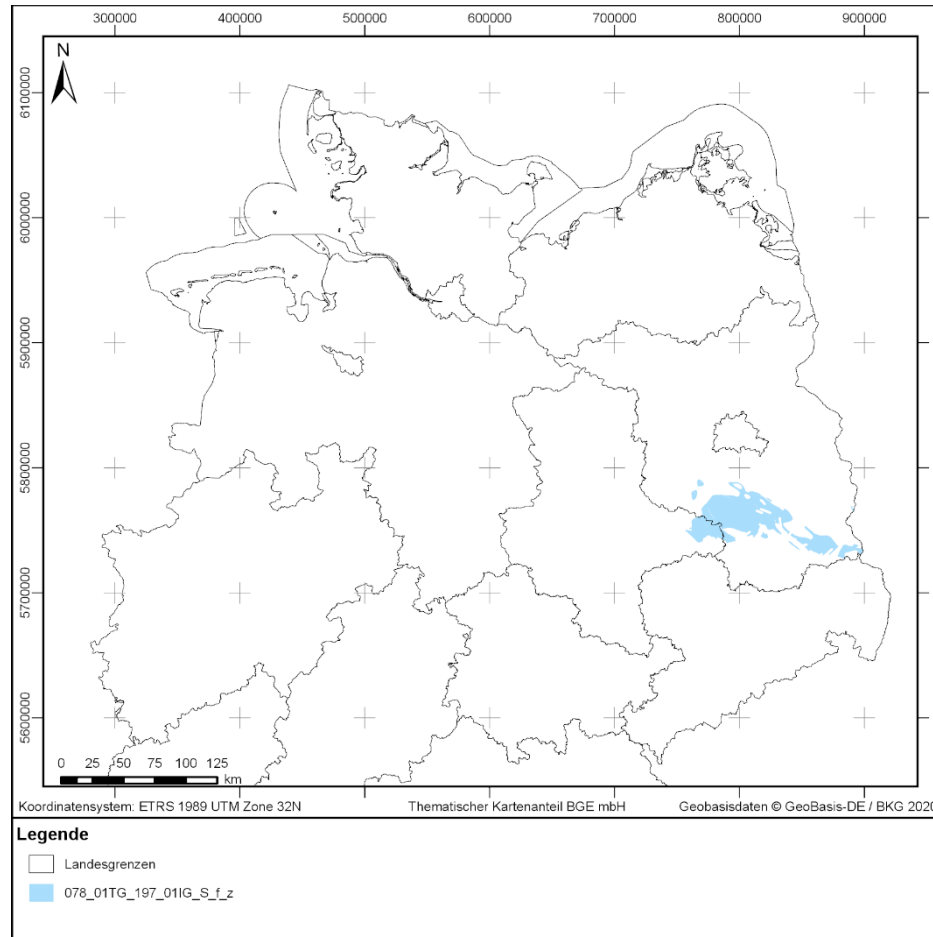 300000 400000 500000 600000 700000 800000 900000
N
6100000
6000000
5900000
5800000
5700000
5600000
0 25 50 75 100 125
km
Koordinatensystem: ETRS 1989 UTM Zone 32N Thematischer Kartenanteil BGE mbH Geobasisdaten © GeoBasis-DE / BKG 2020
Legende
Landesgrenzen
078_01TG_197_01IG_S_f_z